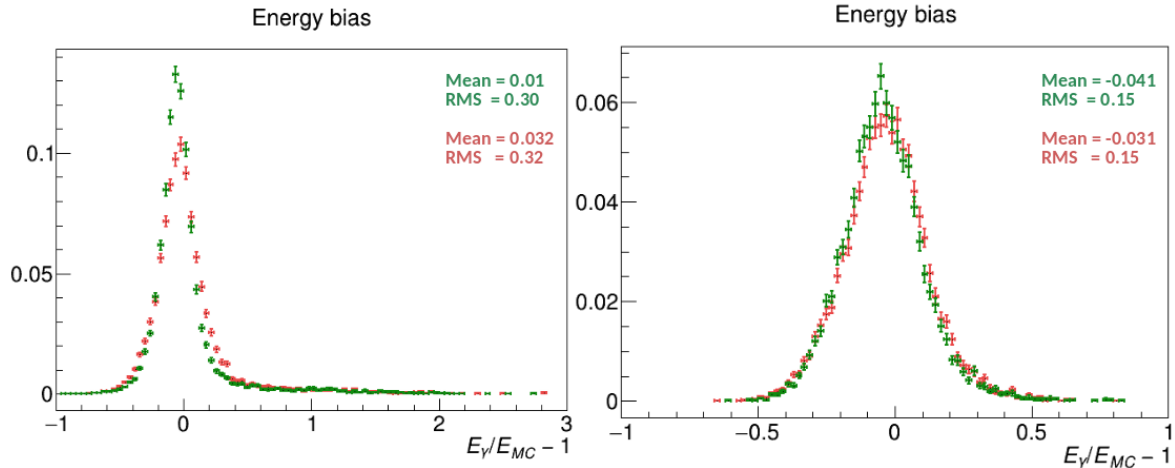 Energy bias
Mean = 0.01
RMS = 0.30
Mean = 0.032
RMS = 0.32
0.1
0.05
0
−1
0
1
2
3
E_γ/E_MC − 1
Energy bias
Mean = -0.041
RMS = 0.15
Mean = -0.031
RMS = 0.15
0.06
0.04
0.02
0
−1
−0.5
0
0.5
1
E_γ/E_MC − 1